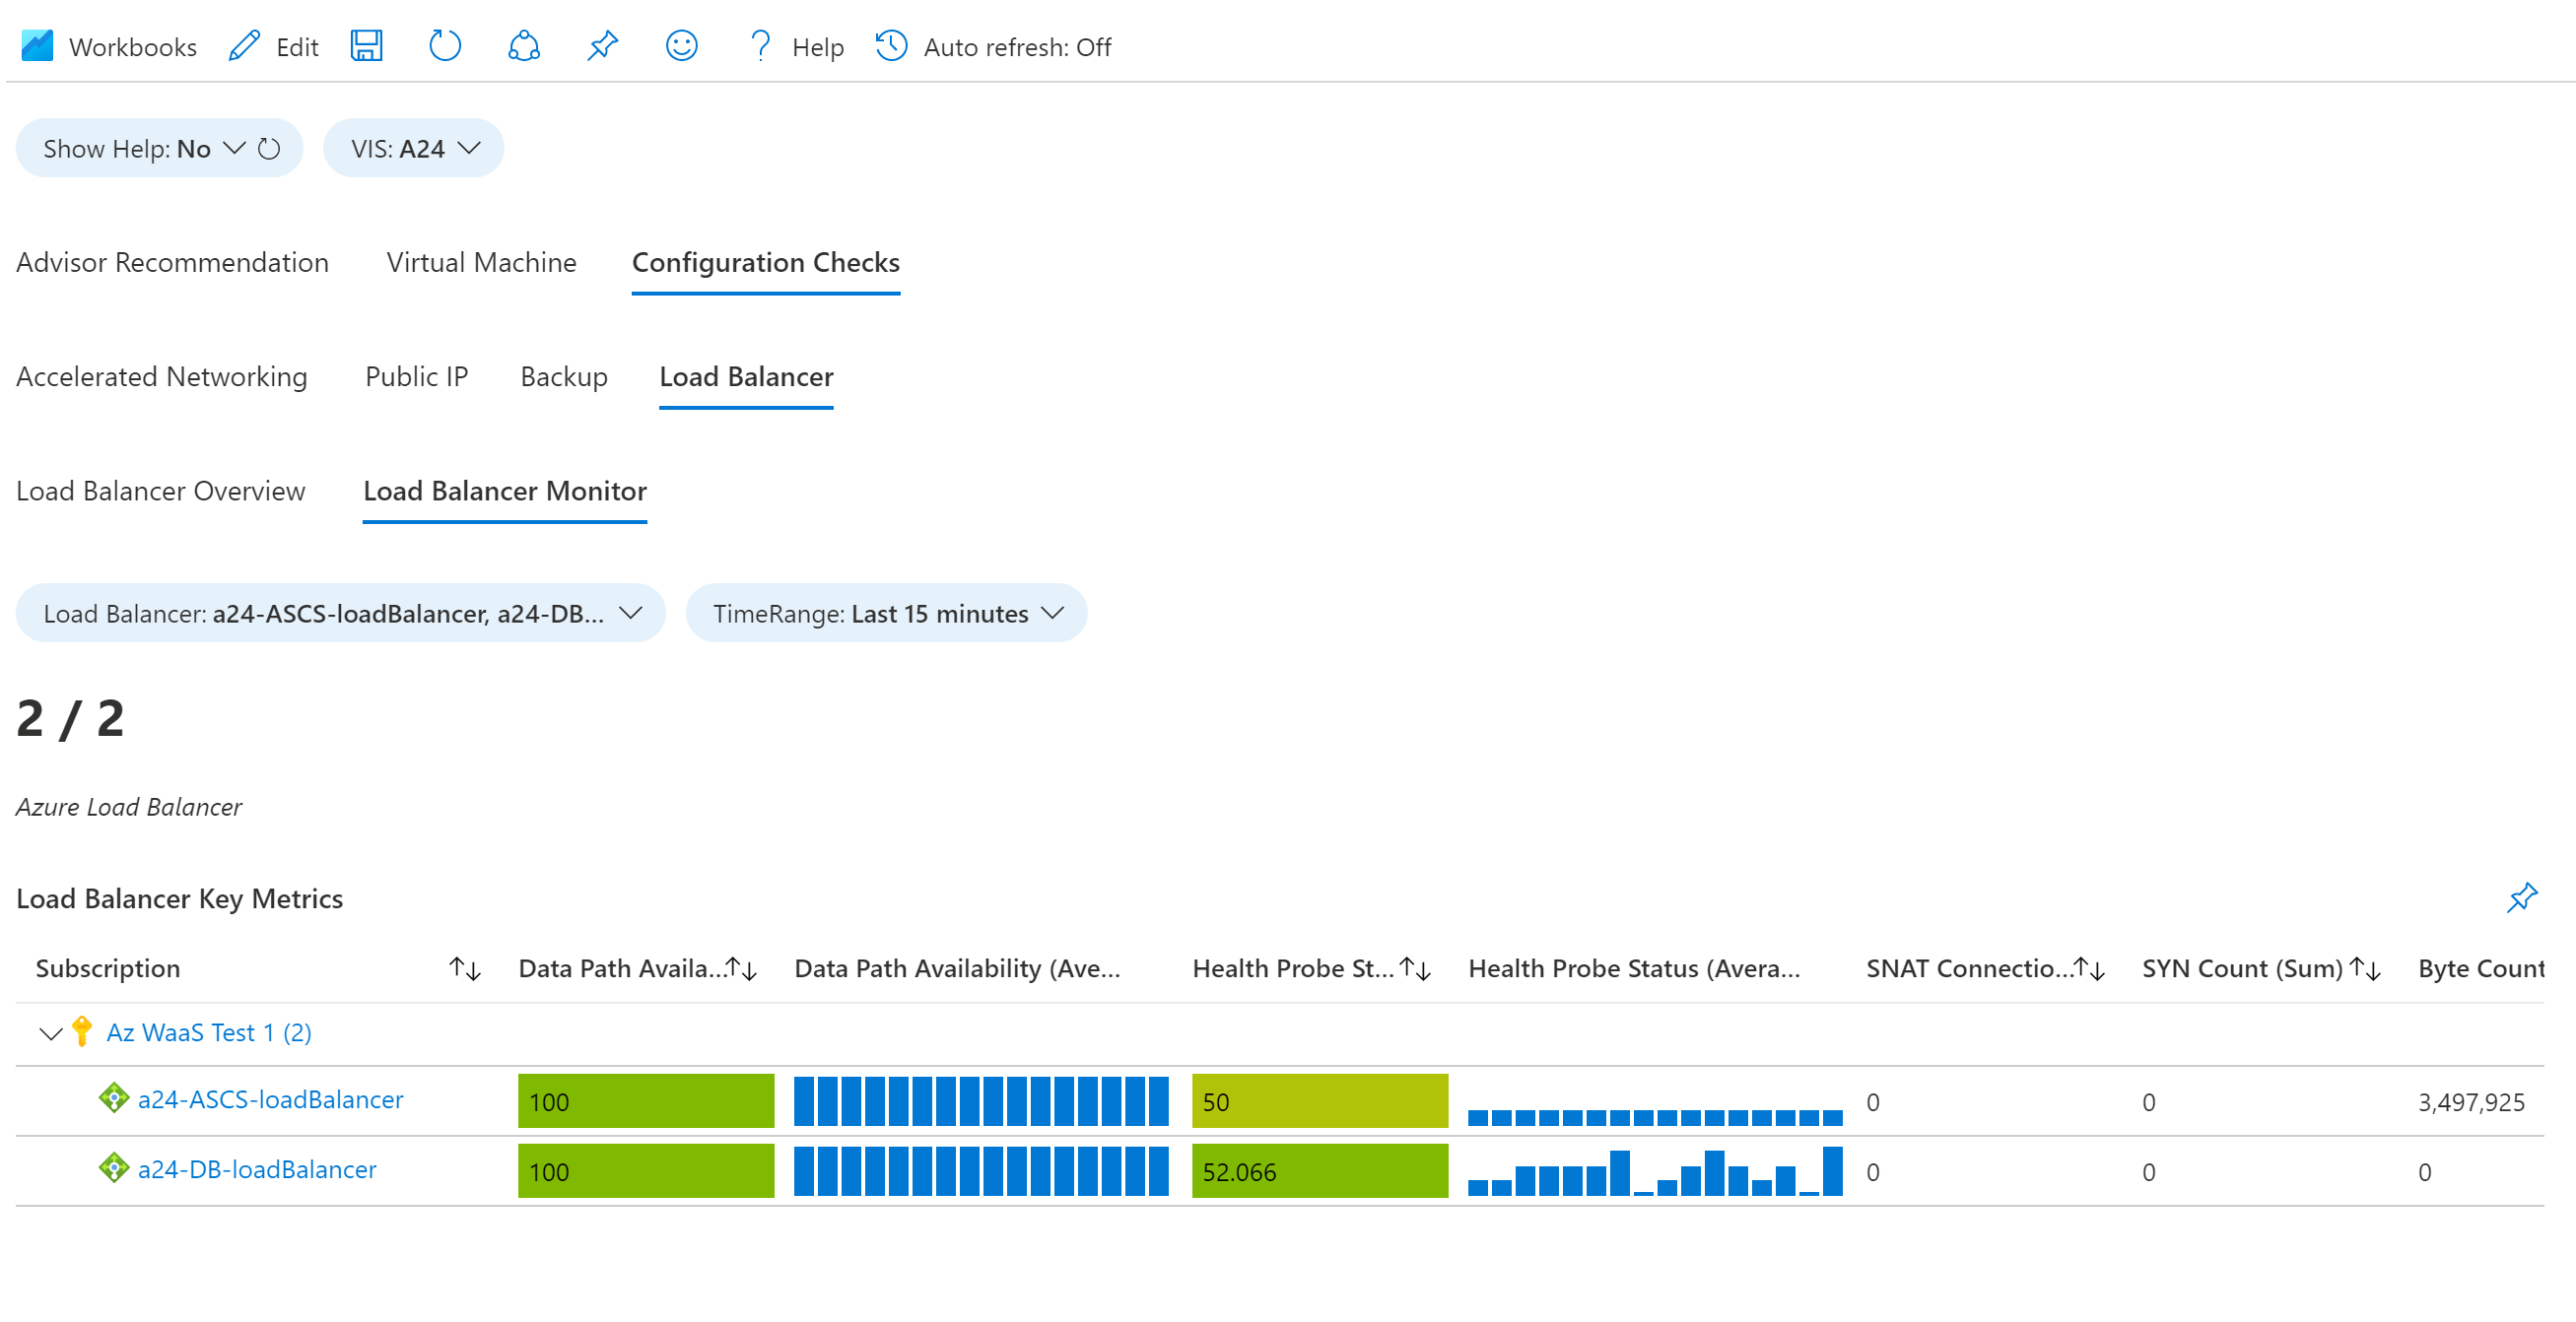 Workbooks Edit ? Help Auto refresh: Off
Show Help: No VIS: A24
Advisor Recommendation Virtual Machine Configuration Checks
Accelerated Networking Public IP Backup Load Balancer
Load Balancer Overview Load Balancer Monitor
Load Balancer: a24-ASCS-loadBalancer, a24-DB... TimeRange: Last 15 minutes
2 / 2
Azure Load Balancer
Load Balancer Key Metrics
Subscription Data Path Availa... Data Path Availability (Ave... Health Probe St... Health Probe Status (Avera... SNAT Connectio... SYN Count (Sum) Byte Count
Az WaaS Test 1 (2)
a24-ASCS-loadBalancer 100 50 0 0 3,497,925
a24-DB-loadBalancer 100 52.066 0 0 0